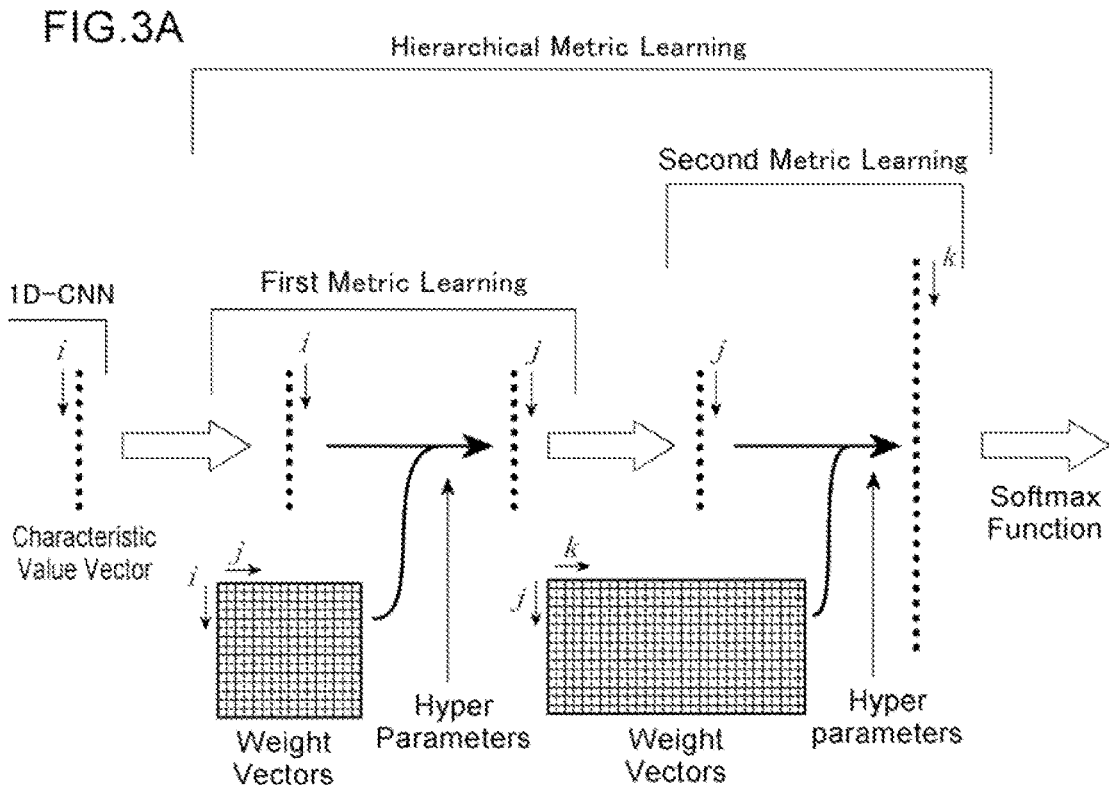 FIG.3A
Hierarchical Metric Learning
Second Metric Learning
k
First Metric Learning
1D-CNN
i
i
j
j
Softmax
Function
Characteristic
Value Vector
j
i
k
j
Hyper
Parameters
Hyper
parameters
Weight
Vectors
Weight
Vectors